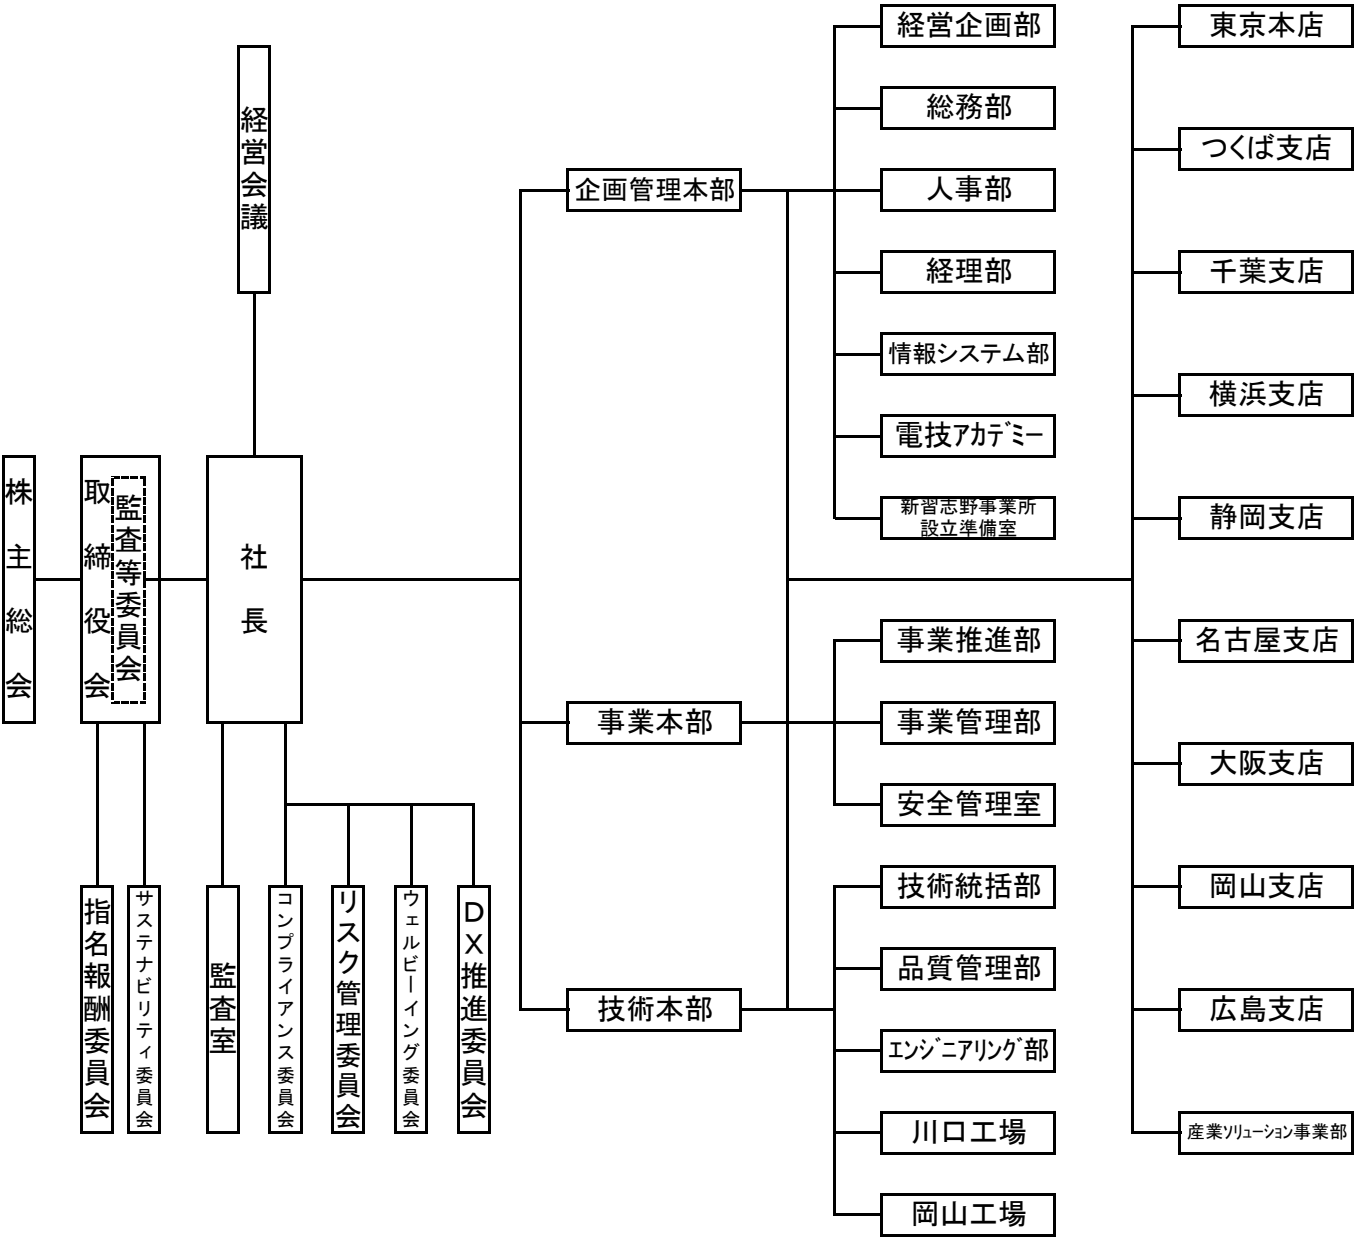 株主総会
取締役会
監査等委員会
指名報酬委員会
サステナビリティ委員会
経営会議
社長
監査室
コンプライアンス委員会
リスク管理委員会
ウェルビーイング委員会
DX推進委員会
企画管理本部
経営企画部
総務部
人事部
経理部
情報システム部
電技アカデミー
新習志野事業所
設立準備室
事業本部
事業推進部
事業管理部
安全管理室
技術本部
技術統括部
品質管理部
エンジニアリング部
川口工場
岡山工場
東京本店
つくば支店
千葉支店
横浜支店
静岡支店
名古屋支店
大阪支店
岡山支店
広島支店
産業ソリューション事業部